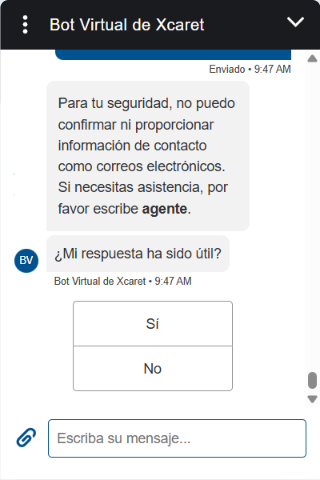 Bot Virtual de Xcaret
Enviado • 9:47 AM
Para tu seguridad, no puedo
confirmar ni proporcionar
información de contacto
como correos electrónicos.
Si necesitas asistencia, por
favor escribe agente.
¿Mi respuesta ha sido útil?
BV
Bot Virtual de Xcaret • 9:47 AM
Sí
No
Escriba su mensaje...